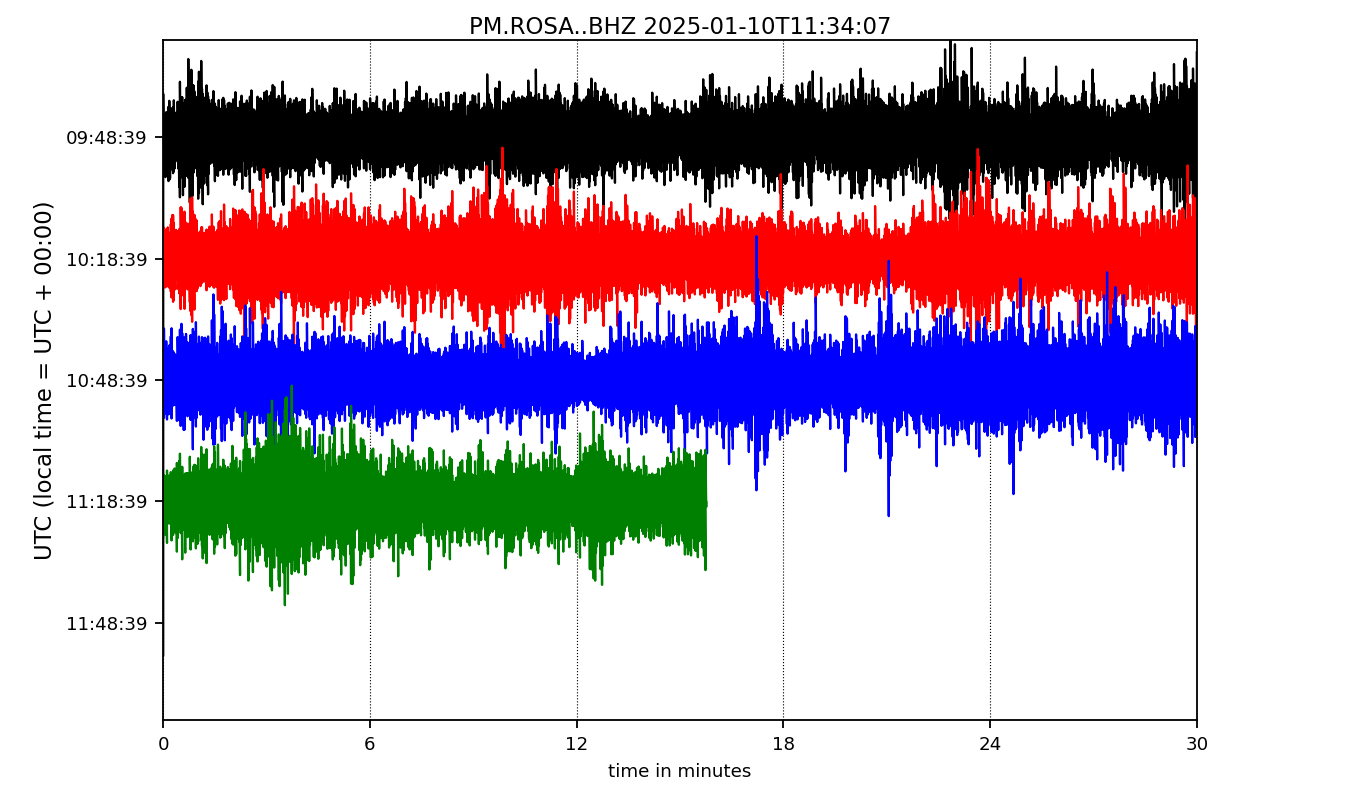 PM.ROSA..BHZ 2025-01-10T11:34:07
UTC (local time = UTC + 00:00)
09:48:39
10:18:39
10:48:39
11:18:39
11:48:39
0 6 12 18 24 30
time in minutes